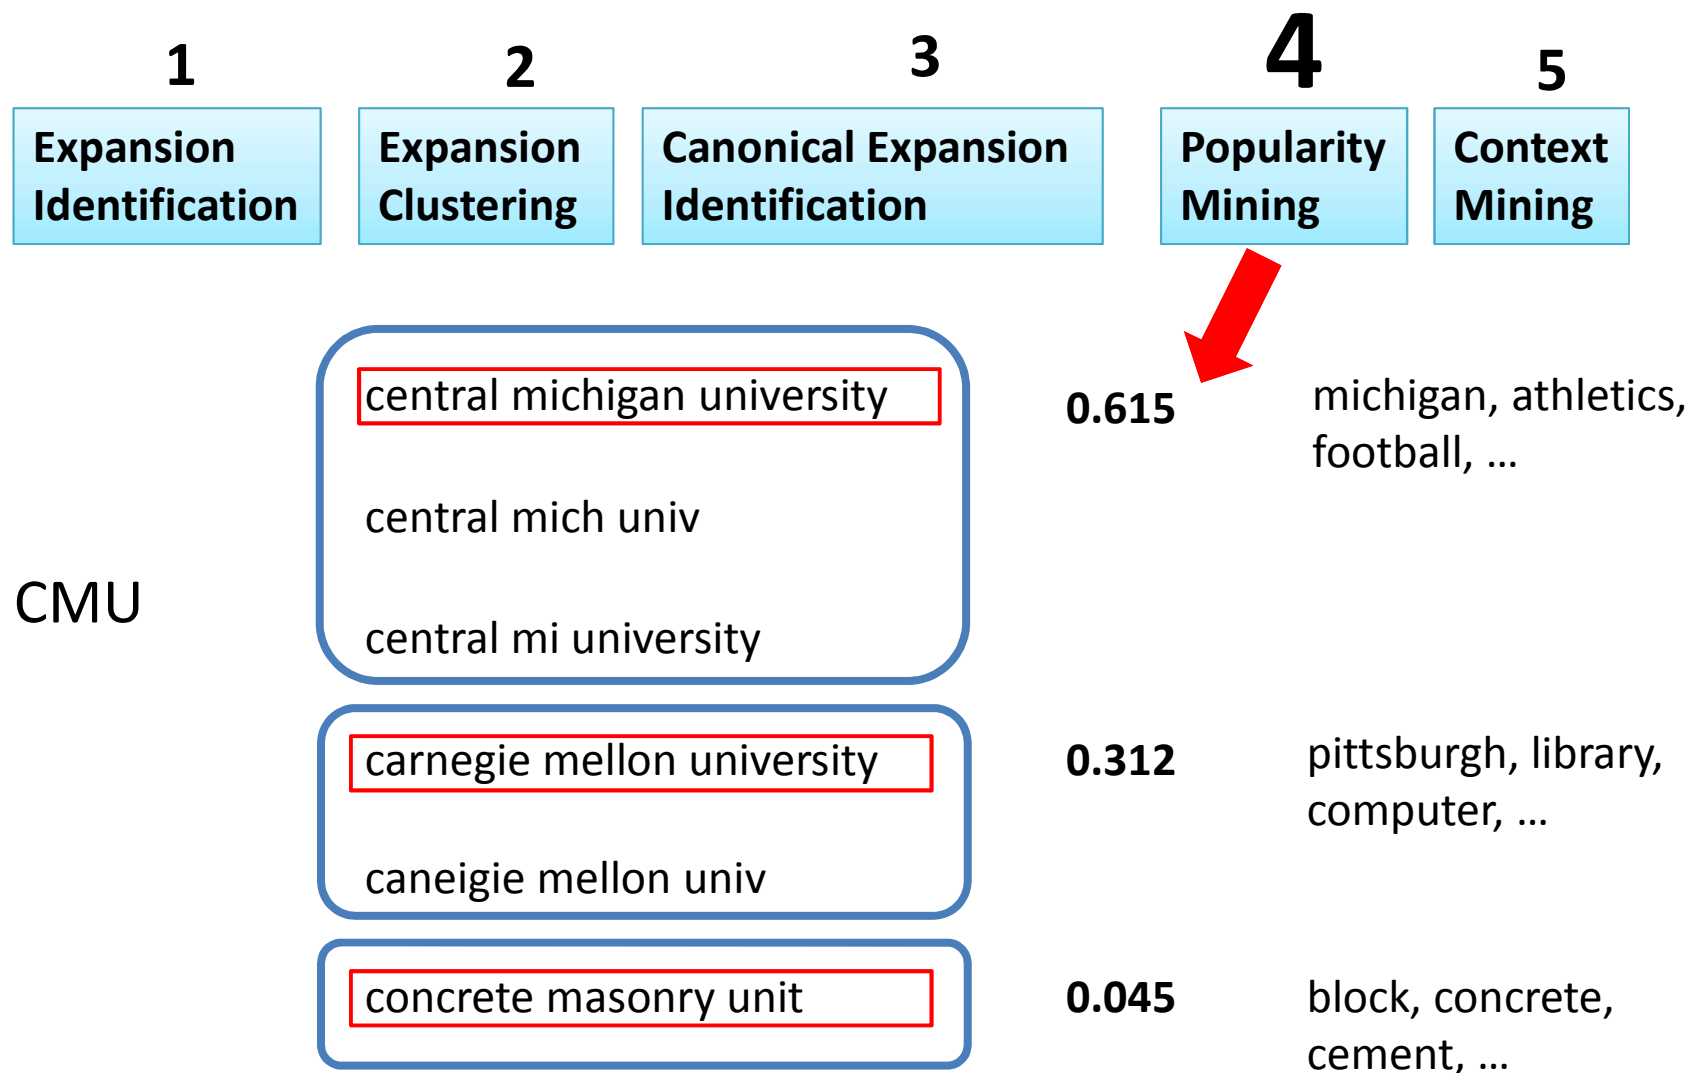 1
2
3
4
5
Expansion
Identification
Expansion
Clustering
Canonical Expansion
Identification
Popularity
Mining
Context
Mining
CMU
central michigan university
central mich univ
central mi university
0.615
michigan, athletics,
football, ...
carnegie mellon university
caneigie mellon univ
0.312
pittsburgh, library,
computer, ...
concrete masonry unit
0.045
block, concrete,
cement, ...